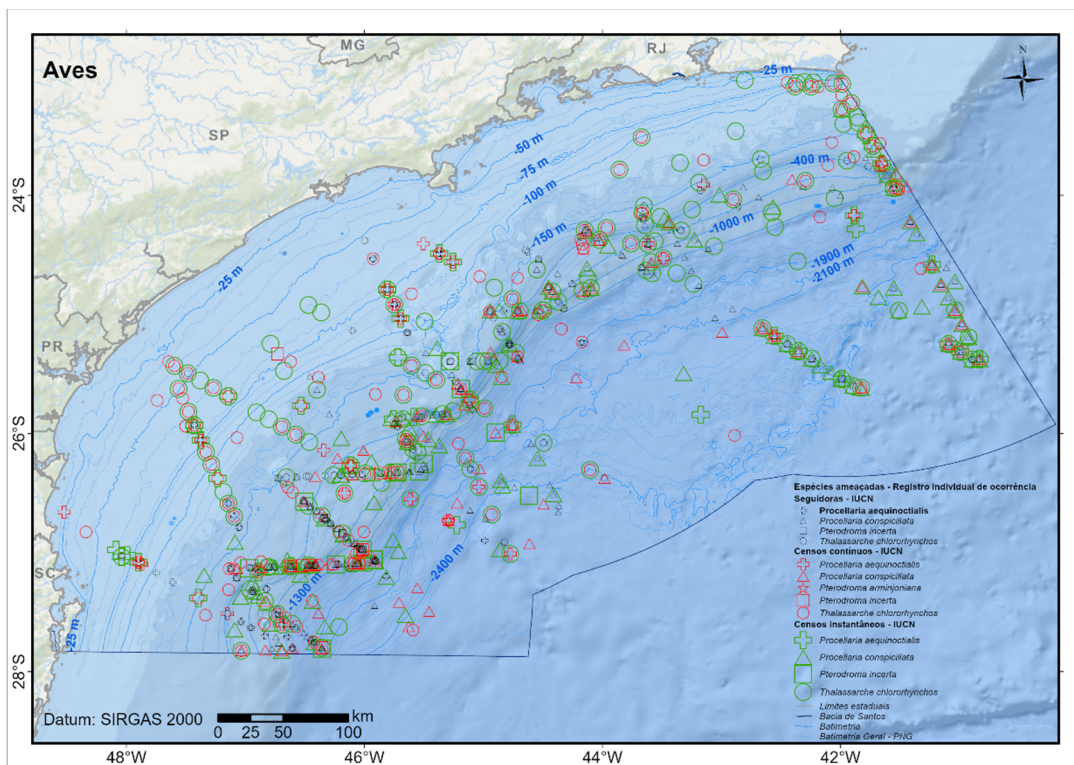 Aves
MG
RJ
SP
PR
SC
N
-25 m
-50 m
-75 m
-100 m
-150 m
-400 m
-1000 m
-1900 m
-2100 m
-25 m
-1300 m
-2400 m
-25 m
24°S
26°S
28°S
24°S
26°S
28°S
48°W
46°W
44°W
42°W
Datum: SIRGAS 2000
km
0 25 50 100
Espécies ameaçadas - Registro individual de ocorrência
Seguidoras - IUCN
Procellaria aequinoctialis
Procellaria conspicillata
Pterodroma incerta
Thalassarche chlororhynchos
Censos contínuos - IUCN
Procellaria aequinoctialis
Procellaria conspicillata
Pterodroma arminjoniana
Pterodroma incerta
Thalassarche chlororhynchos
Censos instantâneos - IUCN
Procellaria aequinoctialis
Procellaria conspicillata
Pterodroma incerta
Thalassarche chlororhynchos
Limites estaduais
Bacia de Santos
Batimetria
Batimetria Geral - PNG